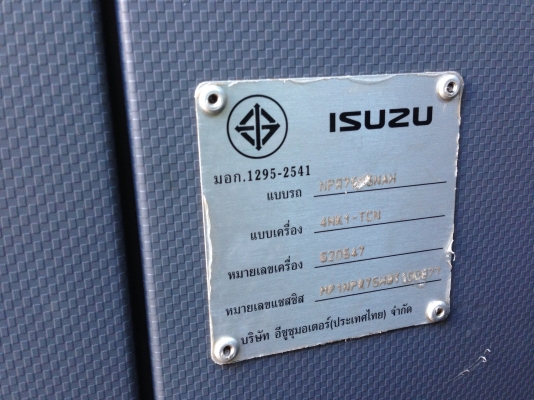 ISUZU
มอก.1295-2541
แบบรถ
แบบเครื่อง 4HK1-TCN
หมายเลขเครื่อง
หมายเลขแชสซิส
บริษัท อีซูซุมอเตอร์(ประเทศไทย) จำกัด